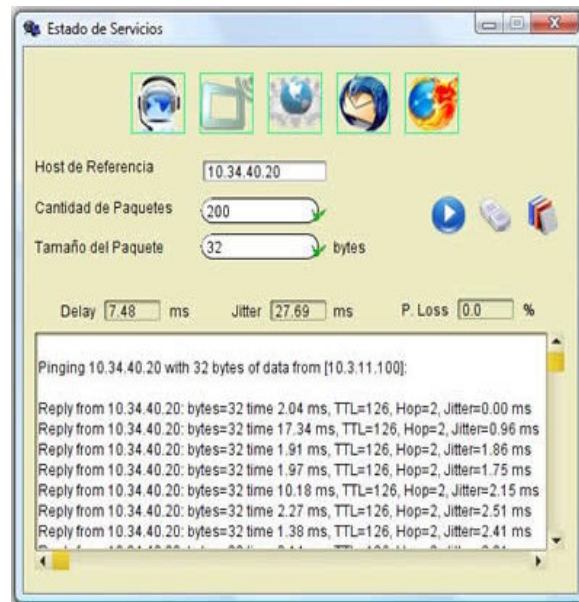 Estado de Servicios
Host de Referencia 10.34.40.20
Cantidad de Paquetes 200
Tamaño del Paquete 32 bytes
Delay 7.48 ms Jitter 27.69 ms P. Loss 0.0 %
Pinging 10.34.40.20 with 32 bytes of data from [10.3.11.100]:
Reply from 10.34.40.20: bytes=32 time 2.04 ms, TTL=126, Hop=2, Jitter=0.00 ms
Reply from 10.34.40.20: bytes=32 time 17.34 ms, TTL=126, Hop=2, Jitter=0.96 ms
Reply from 10.34.40.20: bytes=32 time 1.91 ms, TTL=126, Hop=2, Jitter=1.86 ms
Reply from 10.34.40.20: bytes=32 time 1.97 ms, TTL=126, Hop=2, Jitter=1.75 ms
Reply from 10.34.40.20: bytes=32 time 10.18 ms, TTL=126, Hop=2, Jitter=2.15 ms
Reply from 10.34.40.20: bytes=32 time 2.27 ms, TTL=126, Hop=2, Jitter=2.51 ms
Reply from 10.34.40.20: bytes=32 time 1.38 ms, TTL=126, Hop=2, Jitter=2.41 ms